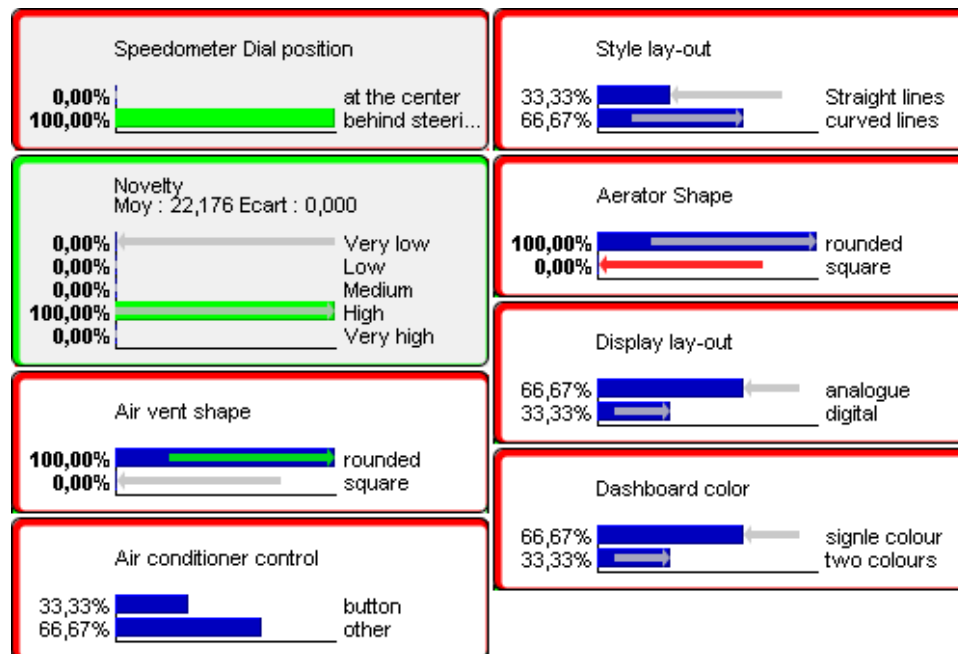 Speedometer Dial position
0,00% at the center
100,00% behind steeri...
Novelty
Moy : 22,176 Ecart : 0,000
0,00% Very low
0,00% Low
0,00% Medium
100,00% High
0,00% Very high
Air vent shape
100,00% rounded
0,00% square
Air conditioner control
33,33% button
66,67% other
Style lay-out
33,33% Straight lines
66,67% curved lines
Aerator Shape
100,00% rounded
0,00% square
Display lay-out
66,67% analogue
33,33% digital
Dashboard color
66,67% signle colour
33,33% two colours